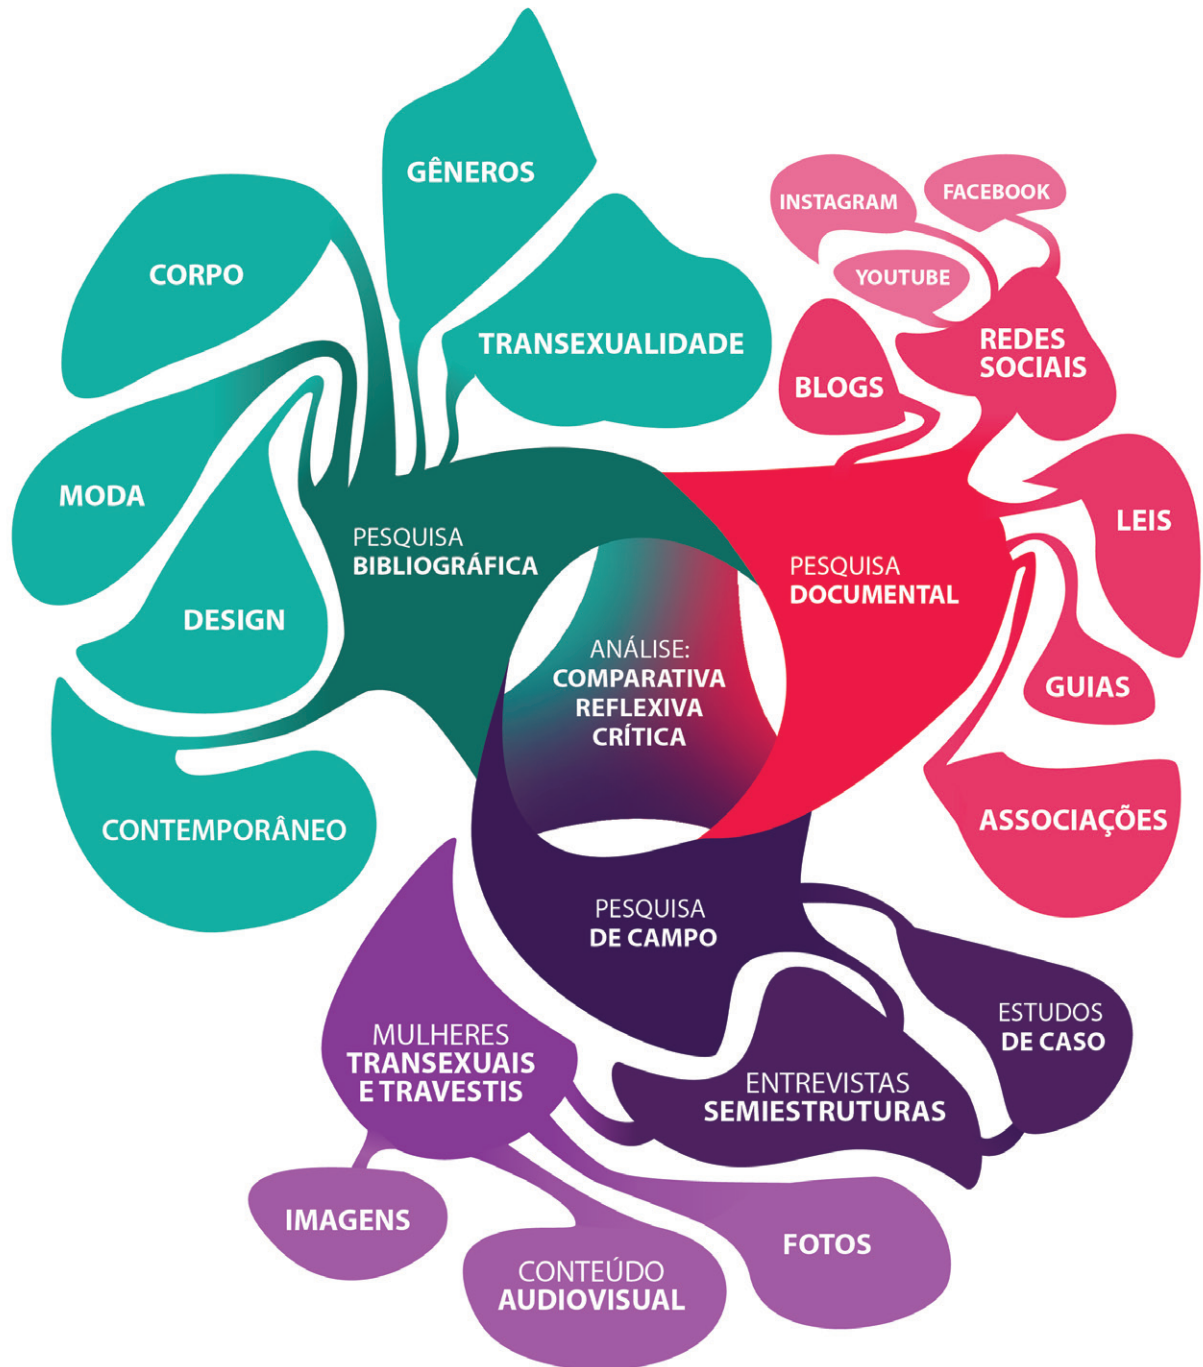 GÊNEROS
CORPO
TRANSEXUALIDADE
MODA
DESIGN
CONTEMPORÂNEO
PESQUISA
BIBLIOGRÁFICA
INSTAGRAM
FACEBOOK
YOUTUBE
REDES
SOCIAIS
BLOGS
LEIS
GUIAS
ASSOCIAÇÕES
PESQUISA
DOCUMENTAL
ANÁLISE:
COMPARATIVA
REFLEXIVA
CRÍTICA
PESQUISA
DE CAMPO
ESTUDOS
DE CASO
ENTREVISTAS
SEMIESTRUTURAS
MULHERES
TRANSEXUAIS
E TRAVESTIS
IMAGENS
CONTEÚDO
AUDIOVISUAL
FOTOS